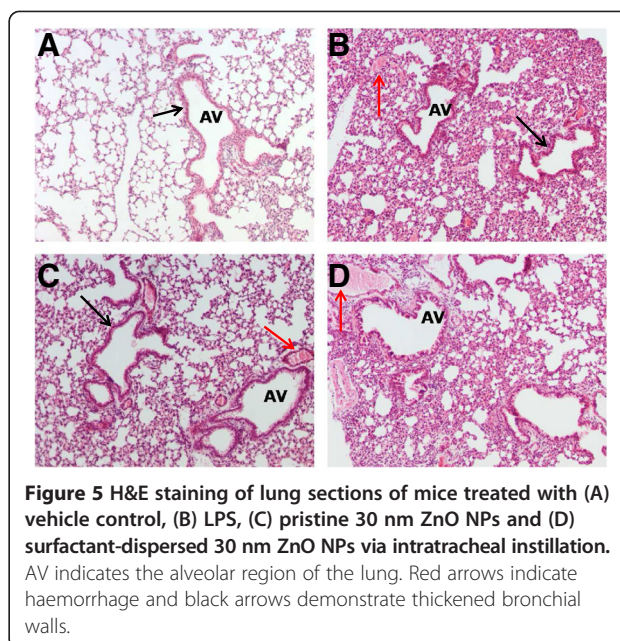 A
B
AV
AV
C
D
AV
AV
Figure 5 H&E staining of lung sections of mice treated with (A)
vehicle control, (B) LPS, (C) pristine 30 nm ZnO NPs and (D)
surfactant-dispersed 30 nm ZnO NPs via intratracheal instillation.
AV indicates the alveolar region of the lung. Red arrows indicate
haemorrhage and black arrows demonstrate thickened bronchial
walls.